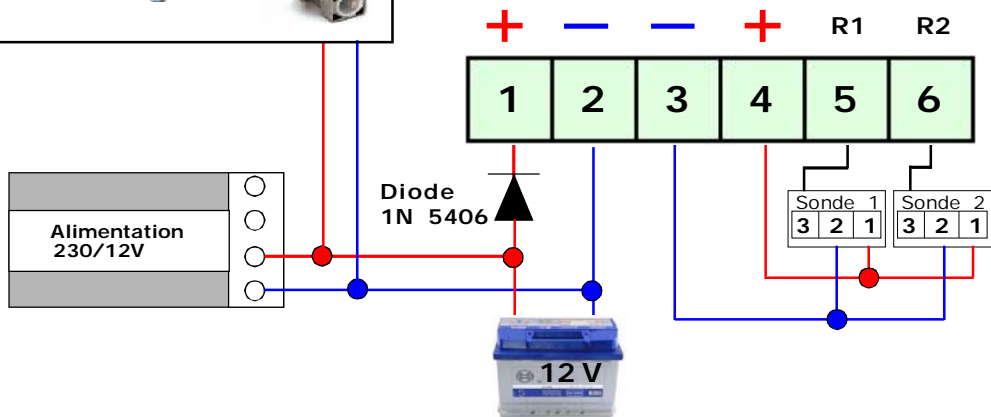 + — — + R1 R2
1 2 3 4 5 6
Diode
1N 5406
Alimentation
230/12V
Sonde 1
3 2 1
Sonde 2
3 2 1
12 V